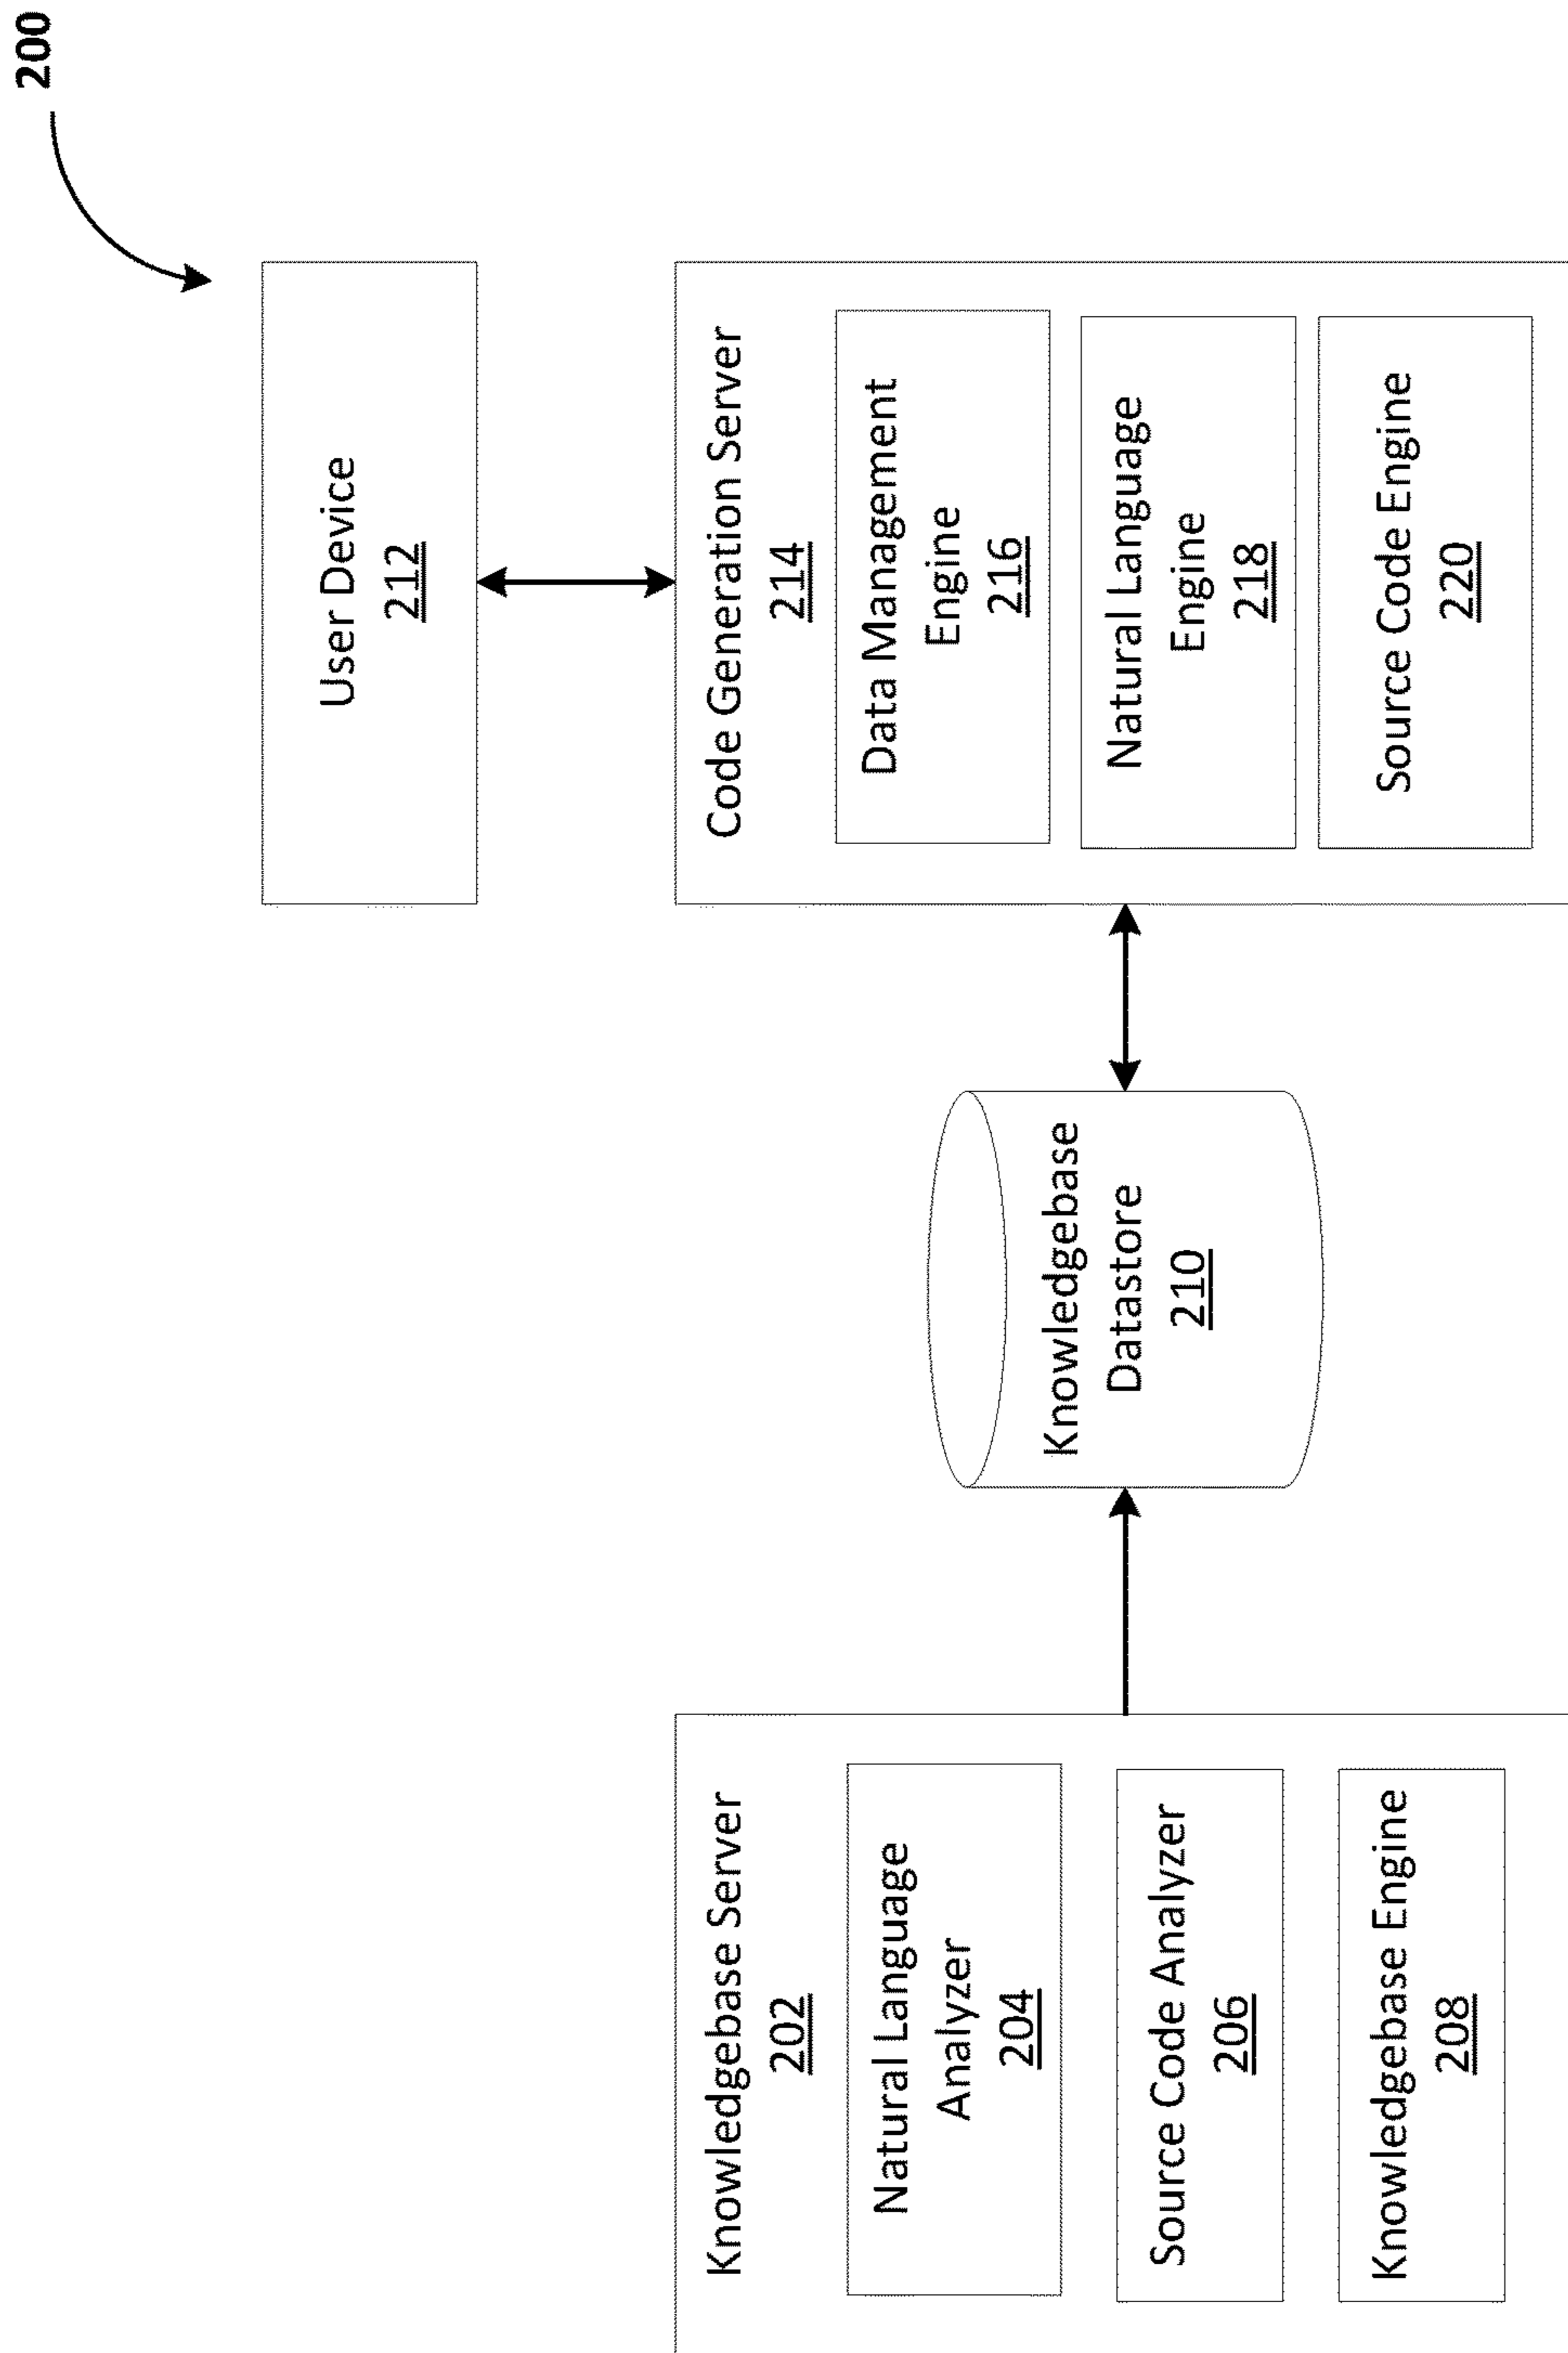 200
User Device
212
Knowledgebase Server
202
Natural Language
Analyzer
204
Source Code Analyzer
206
Knowledgebase Engine
208
Knowledgebase
Datastore
210
Code Generation Server
214
Data Management
Engine
216
Natural Language
Engine
218
Source Code Engine
220